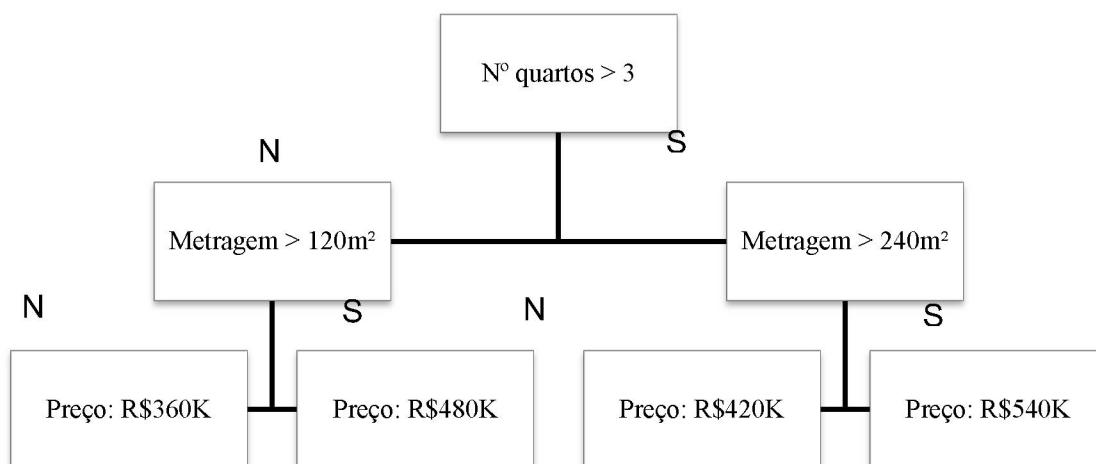 Nº quartos > 3
N
S
Metragem > 120m²
Metragem > 240m²
N
S
N
S
Preço: R$360K
Preço: R$480K
Preço: R$420K
Preço: R$540K